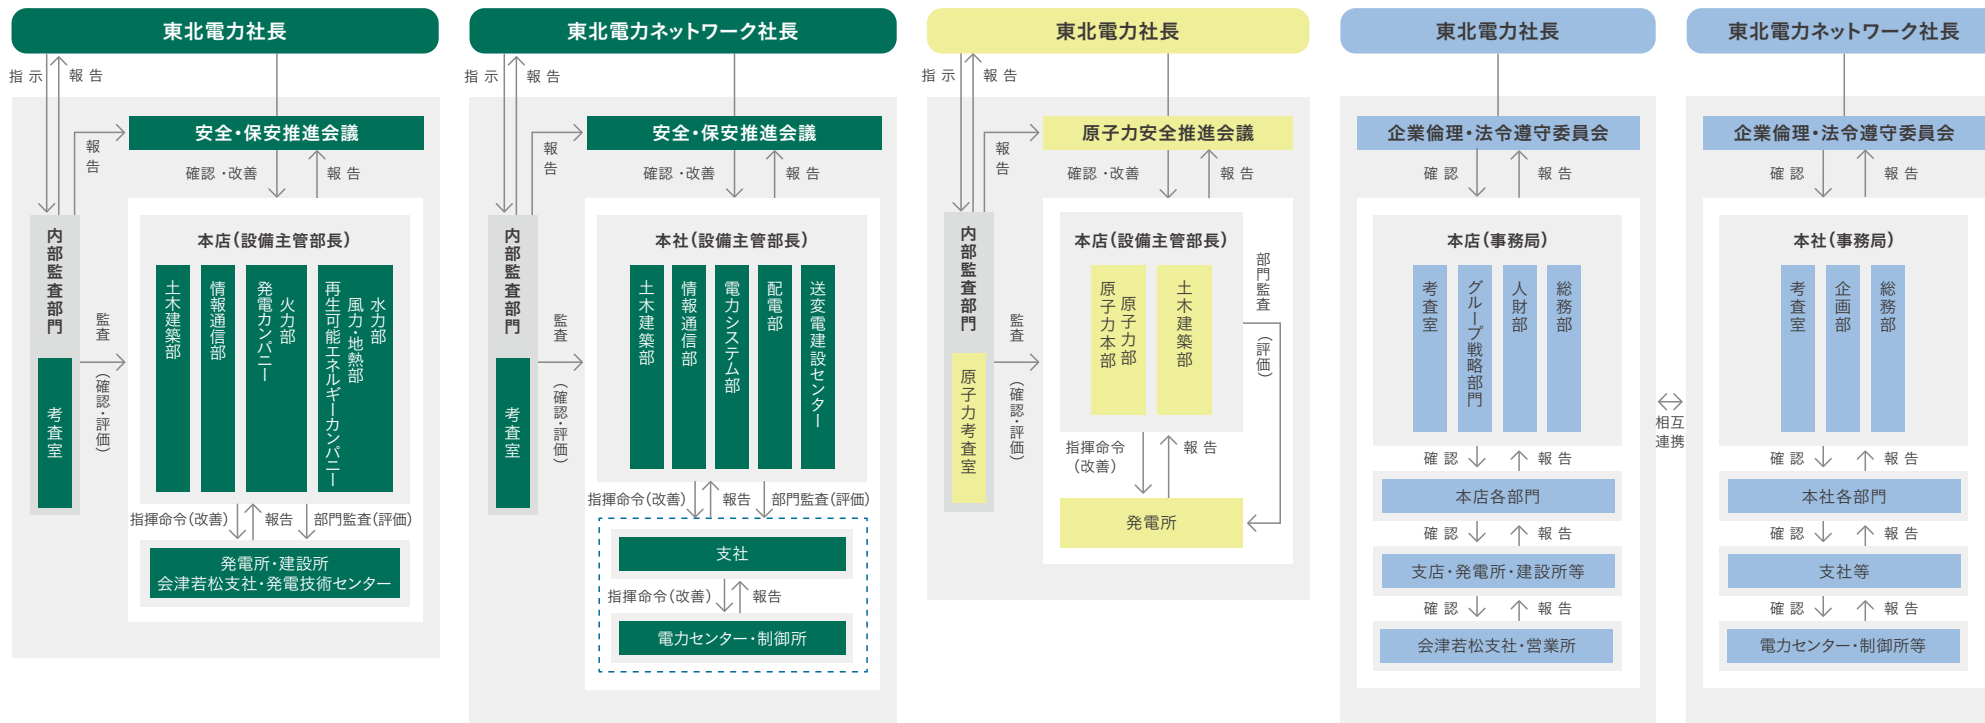 東北電力社長
指示
報告
安全・保安推進会議
報告
確認・改善
報告
内部監査部門
考査室
監査
（確認・評価）
本店（設備主管部長）
土木建築部
情報通信部
発電カンパニー
火力部
再生可能エネルギーカンパニー
風力・地熱部
水力部
指揮命令（改善）
報告
部門監査（評価）
発電所・建設所
会津若松支社・発電技術センター
東北電力ネットワーク社長
指示
報告
安全・保安推進会議
報告
確認・改善
報告
内部監査部門
考査室
監査
（確認・評価）
本社（設備主管部長）
土木建築部
情報通信部
電力システム部
配電部
送変電建設センター
指揮命令（改善）
報告
部門監査（評価）
支社
指揮命令（改善）
報告
電力センター・制御所
東北電力社長
指示
報告
原子力安全推進会議
報告
確認・改善
報告
内部監査部門
原子力考査室
監査
（確認・評価）
本店（設備主管部長）
原子力本部
原子力部
土木建築部
部門監査
（評価）
指揮命令
（改善）
報告
発電所
東北電力社長
企業倫理・法令遵守委員会
確認
報告
本店（事務局）
考査室
グループ戦略部門
人財部
総務部
確認
報告
本店各部門
確認
報告
支店・発電所・建設所等
確認
報告
会津若松支社・営業所
相互
連携
東北電力ネットワーク社長
企業倫理・法令遵守委員会
確認
報告
本社（事務局）
考査室
企画部
総務部
確認
報告
本社各部門
確認
報告
支社等
確認
報告
電力センター・制御所等